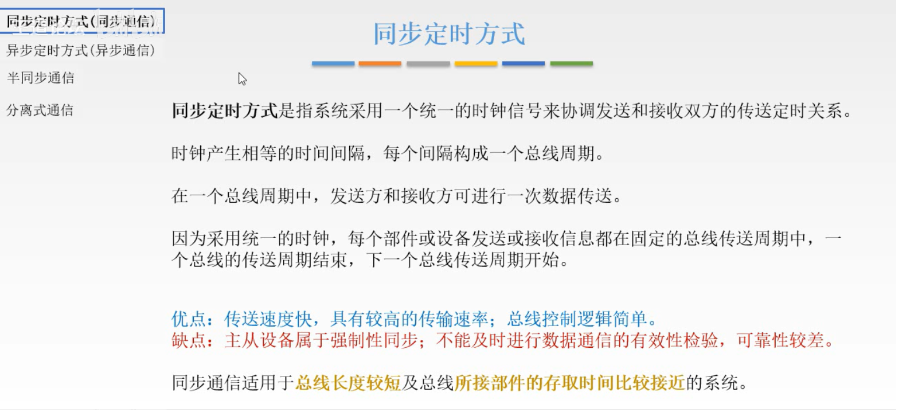 同步定时方式(同步通信)
异步定时方式(异步通信)
半同步通信
分离式通信
同步定时方式
同步定时方式是指系统采用一个统一的时钟信号来协调发送和接收双方的传送定时关系。
时钟产生相等的时间间隔，每个间隔构成一个总线周期。
在一个总线周期中，发送方和接收方可进行一次数据传送。
因为采用统一的时钟，每个部件或设备发送或接收信息都在固定的总线传送周期中，一
个总线的传送周期结束，下一个总线传送周期开始。
优点：传送速度快，具有较高的传输速率；总线控制逻辑简单。
缺点：主从设备属于强制性同步；不能及时进行数据通信的有效性检验，可靠性较差。
同步通信适用于总线长度较短及总线所接部件的存取时间比较接近的系统。